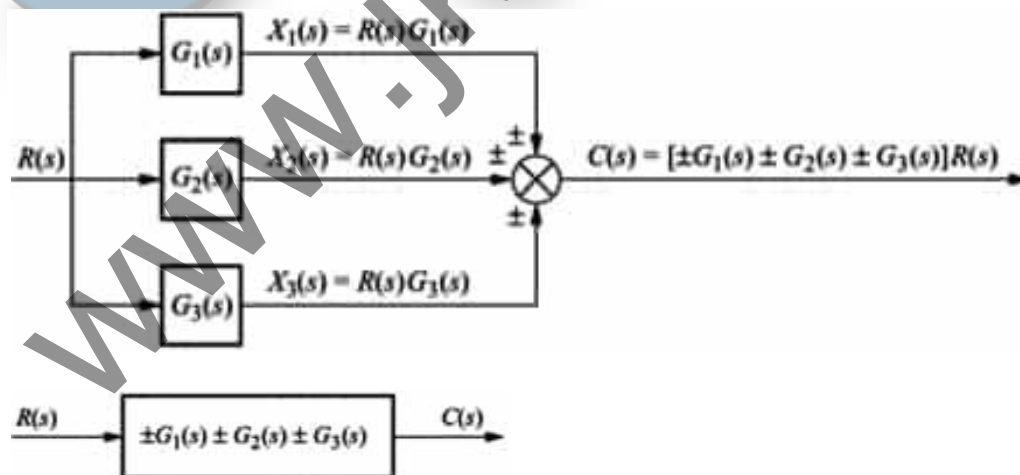 X₁(s) = R(s)G₁(s)
G₁(s)
±
R(s)
X₂(s) = R(s)G₂(s)
G₂(s)
±
C(s) = [±G₁(s) ± G₂(s) ± G₃(s)]R(s)
±
X₃(s) = R(s)G₃(s)
G₃(s)
R(s)
±G₁(s) ± G₂(s) ± G₃(s)
C(s)